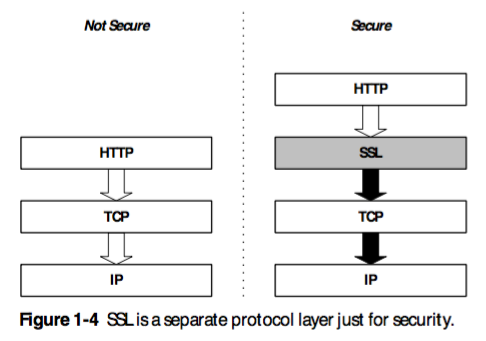 Not Secure
Secure
HTTP
HTTP
SSL
TCP
TCP
IP
IP
Figure 1-4 SSL is a separate protocol layer just for security.